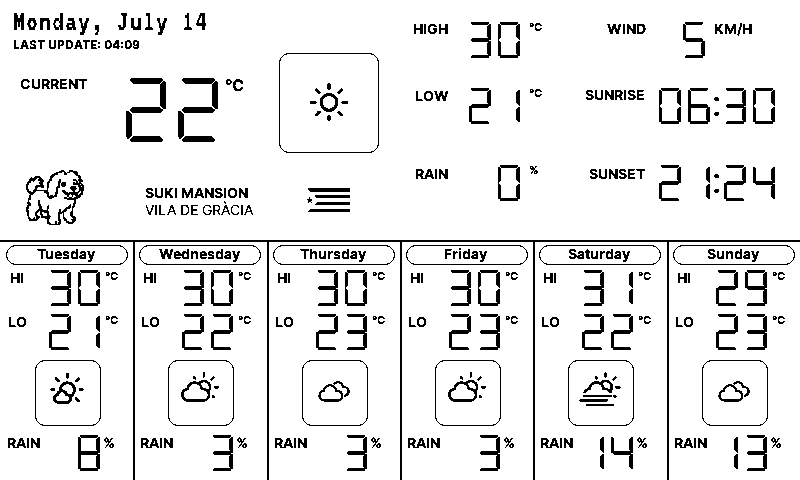 Monday, July 14
LAST UPDATE: 04:09
CURRENT 22 °C
HIGH 30 °C
WIND 5 KM/H
LOW 21 °C
SUNRISE 06:30
RAIN 0 %
SUNSET 21:24
SUKI MANSION
VILA DE GRÀCIA
Tuesday
HI 30 °C
LO 21 °C
RAIN 8 %
Wednesday
HI 30 °C
LO 22 °C
RAIN 3 %
Thursday
HI 30 °C
LO 23 °C
RAIN 3 %
Friday
HI 30 °C
LO 23 °C
RAIN 3 %
Saturday
HI 31 °C
LO 22 °C
RAIN 14 %
Sunday
HI 29 °C
LO 23 °C
RAIN 13 %